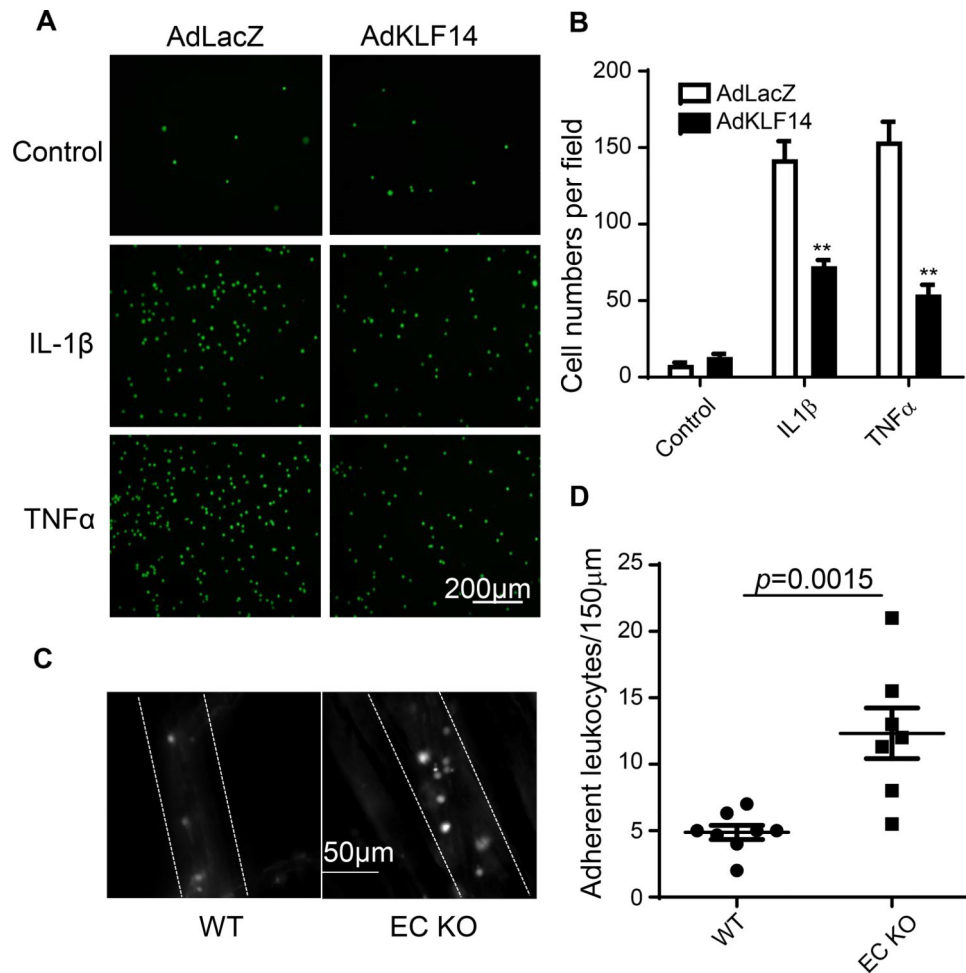 A
AdLacZ AdKLF14
Control
IL-1β
TNFα
200μm
B
Cell numbers per field
200
150
100
50
0
AdLacZ
AdKLF14
**
**
Control IL1β TNFα
C
50μm
WT EC KO
D
Adherent leukocytes/150μm
25
20
15
10
5
0
p=0.0015
WT EC KO